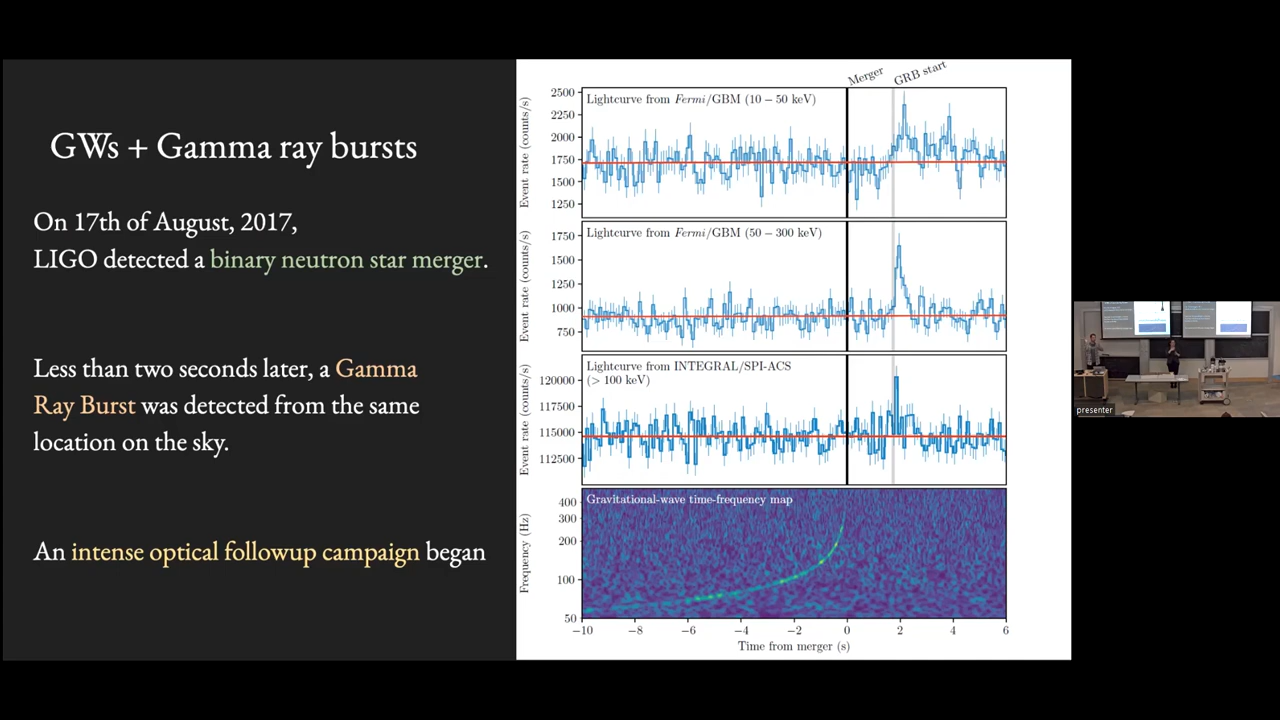 GWs + Gamma ray bursts
On 17th of August, 2017,
LIGO detected a binary neutron star merger.
Less than two seconds later, a Gamma
Ray Burst was detected from the same
location on the sky.
An intense optical followup campaign began
Merger
GRB start
Lightcurve from Fermi/GBM (10 − 50 keV)
Event rate (counts/s)
2500
2250
2000
1750
1500
1250
Lightcurve from Fermi/GBM (50 − 300 keV)
Event rate (counts/s)
1750
1500
1250
1000
750
Lightcurve from INTEGRAL/SPI-ACS
(> 100 keV)
Event rate (counts/s)
120000
117500
115000
112500
Gravitational-wave time-frequency map
Frequency (Hz)
400
300
200
100
50
−10 −8 −6 −4 −2 0 2 4 6
Time from merger (s)
presenter